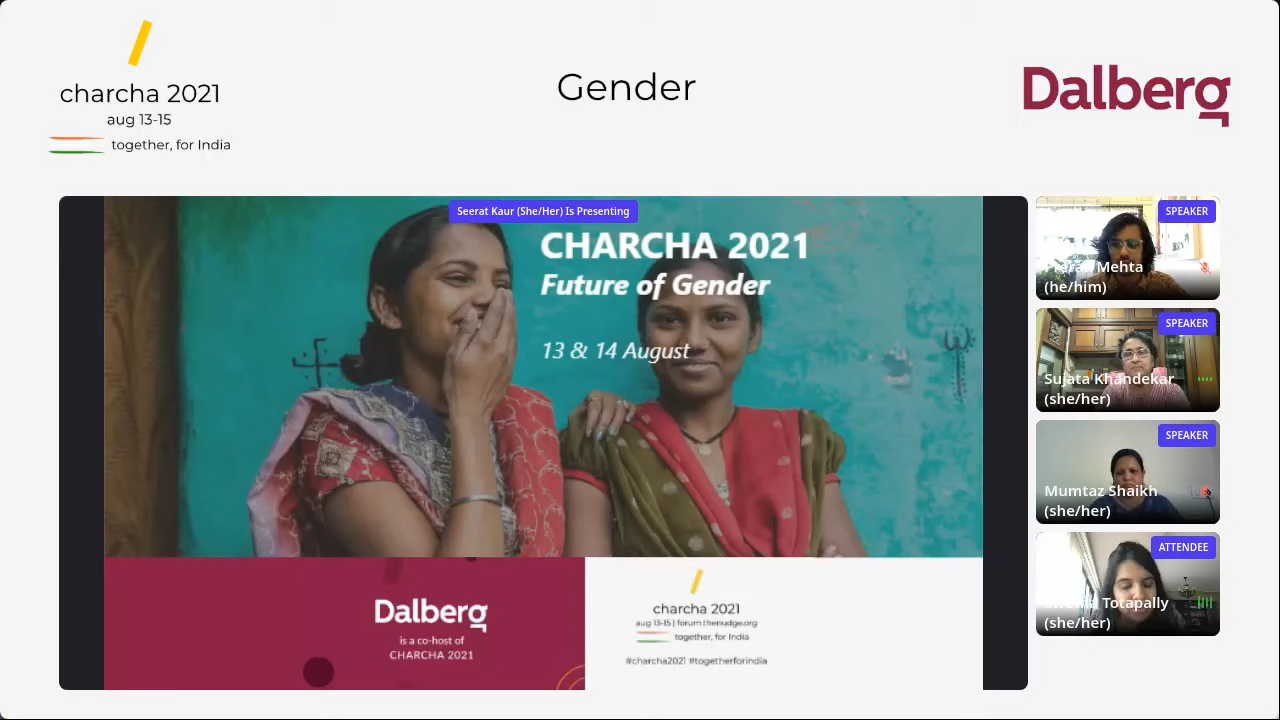 charcha 2021
aug 13-15
together, for India
Gender
Dalberg
Seerat Kaur (She/Her) Is Presenting
CHARCHA 2021
Future of Gender
13 & 14 August
Dalberg
is a co-host of
CHARCHA 2021
charcha 2021
aug 13-15 | forum.thenudge.org
together, for India
#charcha2021 #togetherforindia
SPEAKER
Mehta
(he/him)
SPEAKER
Sujata Khandekar
(she/her)
SPEAKER
Mumtaz Shaikh
(she/her)
ATTENDEE
Totapally
(she/her)